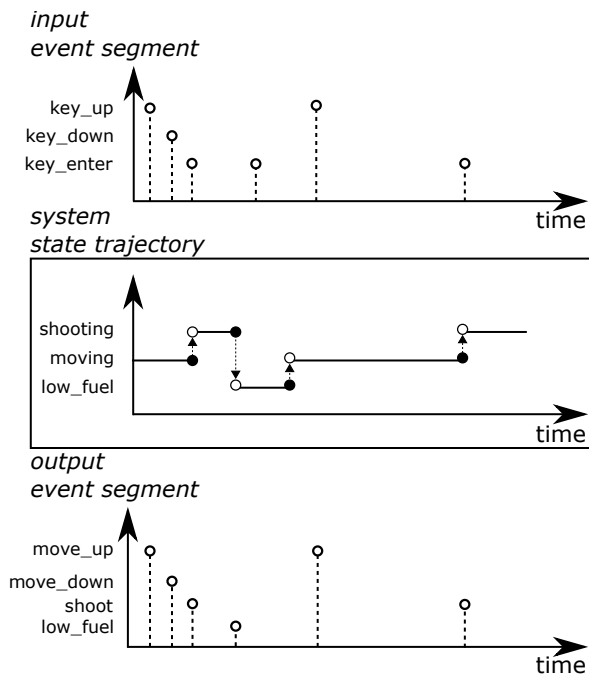 input
event segment
key_up
key_down
key_enter
time
system
state trajectory
shooting
moving
low_fuel
time
output
event segment
move_up
move_down
shoot
low_fuel
time